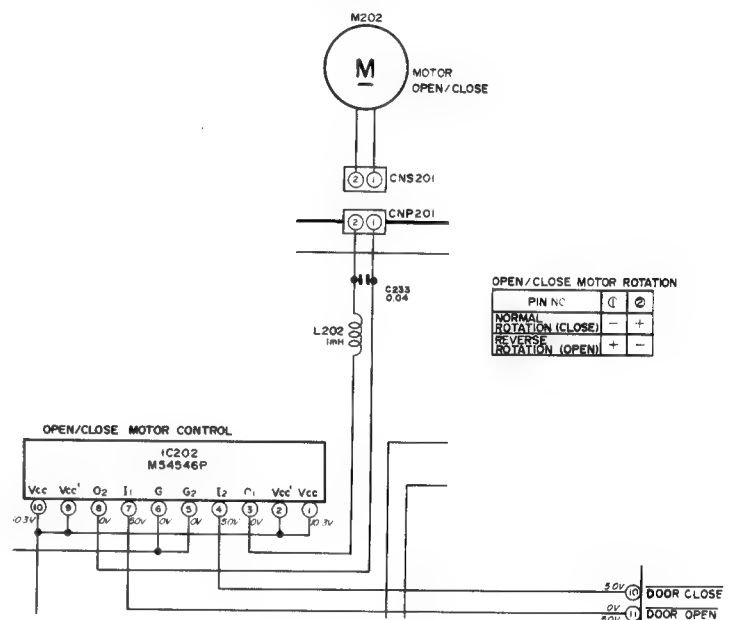 M202
M
MOTOR
OPEN/CLOSE
2 1 CNS201
2 1 CNP201
C233
0.04
L202
1mH
OPEN/CLOSE MOTOR ROTATION
PIN NO 1 2
NORMAL
ROTATION (CLOSE) - +
REVERSE
ROTATION (OPEN) + -
OPEN/CLOSE MOTOR CONTROL
IC202
M54546P
Vcc Vcc' O2 I1 G G2 I2 O1 Vcc' Vcc
10 9 8 7 6 5 4 3 2 1
0V 5.0V 0V 0V 5.0V 0V 10.3V
5.0V 10 DOOR CLOSE
0V 11 DOOR OPEN
5.0V